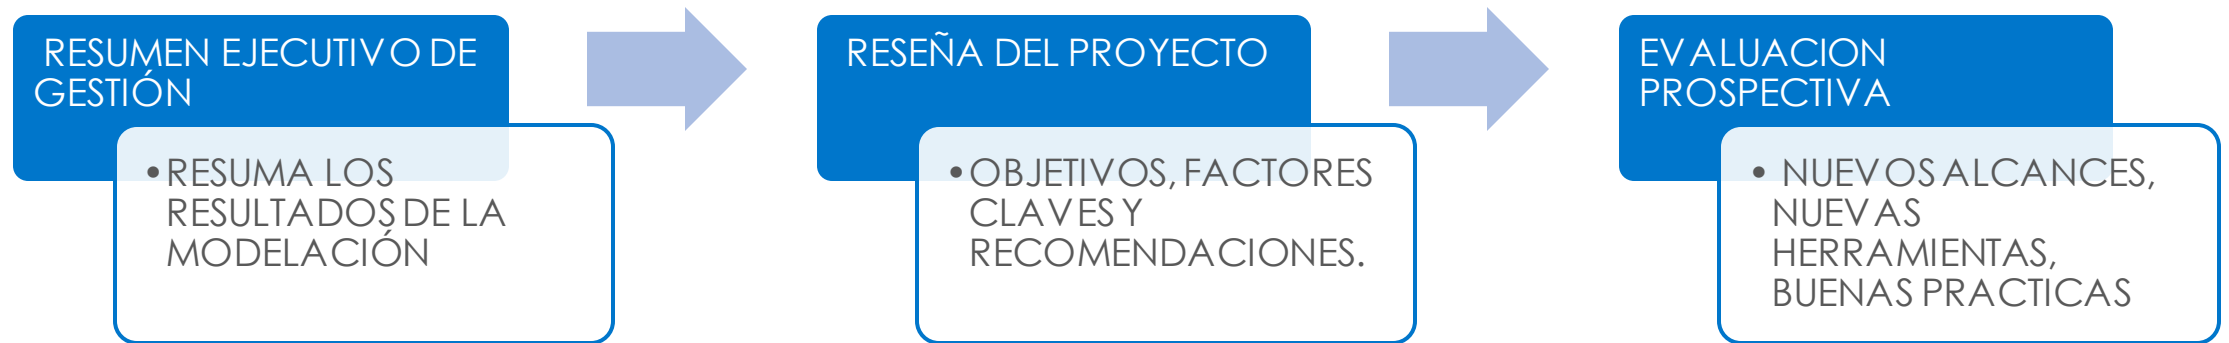 RESUMEN EJECUTIVO DE
GESTIÓN
•RESUMA LOS
RESULTADOS DE LA
MODELACIÓN
RESEÑA DEL PROYECTO
•OBJETIVOS, FACTORES
CLAVES Y
RECOMENDACIONES.
EVALUACION
PROSPECTIVA
• NUEVOS ALCANCES,
NUEVAS
HERRAMIENTAS,
BUENAS PRACTICAS